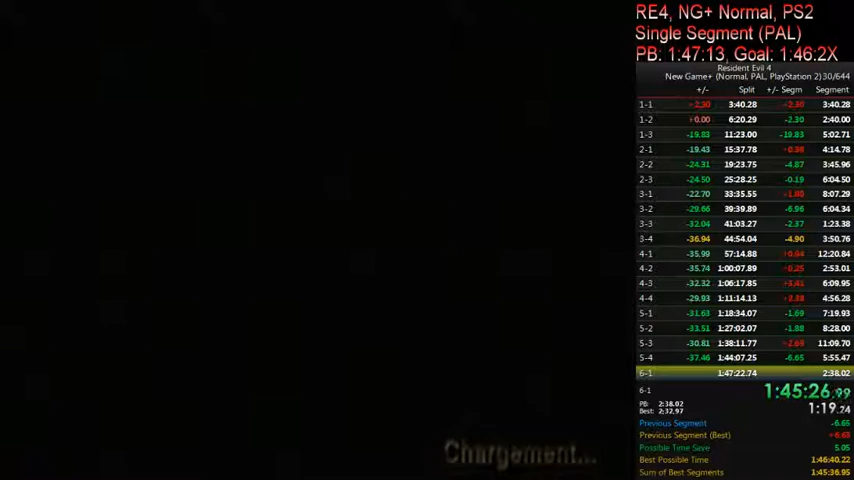 RE4, NG+ Normal, PS2
Single Segment (PAL)
PB: 1:47:13, Goal: 1:46:2X
Resident Evil 4
New Game+ (Normal, PAL, PlayStation 2) 30/644
+/- Split +/- Segm Segment
1-1 +2.30 3:40.28 -2.30 3:40.28
1-2 +0.00 6:20.29 -2.30 2:40.00
1-3 -19.83 11:23.00 -19.83 5:02.71
2-1 -19.43 15:37.78 +0.38 4:14.78
2-2 -24.31 19:23.75 -4.87 3:45.96
2-3 -24.50 25:28.25 -0.19 6:04.50
3-1 -22.70 33:35.55 +1.80 8:07.29
3-2 -29.66 39:39.89 -6.96 6:04.34
3-3 -32.04 41:03.27 -2.37 1:23.38
3-4 -36.94 44:54.04 -4.90 3:50.76
4-1 -35.99 57:14.88 +0.94 12:20.84
4-2 -35.74 1:00:07.89 +0.25 2:53.01
4-3 -32.32 1:06:17.85 +3.41 6:09.95
4-4 -29.93 1:11:14.13 +2.38 4:56.28
5-1 -31.63 1:18:34.07 -1.69 7:19.93
5-2 -33.51 1:27:02.07 -1.88 8:28.00
5-3 -30.81 1:38:11.77 +2.69 11:09.70
5-4 -37.46 1:44:07.25 -6.65 5:55.47
6-1 1:47:22.74 2:38.02
6-1 1:45:26.99
PB: 2:38.02
Best: 2:32.97 1:19.24
Previous Segment -6.65
Previous Segment (Best) +6.68
Possible Time Save 5.05
Best Possible Time 1:46:40.22
Sum of Best Segments 1:45:36.95
Chargement...